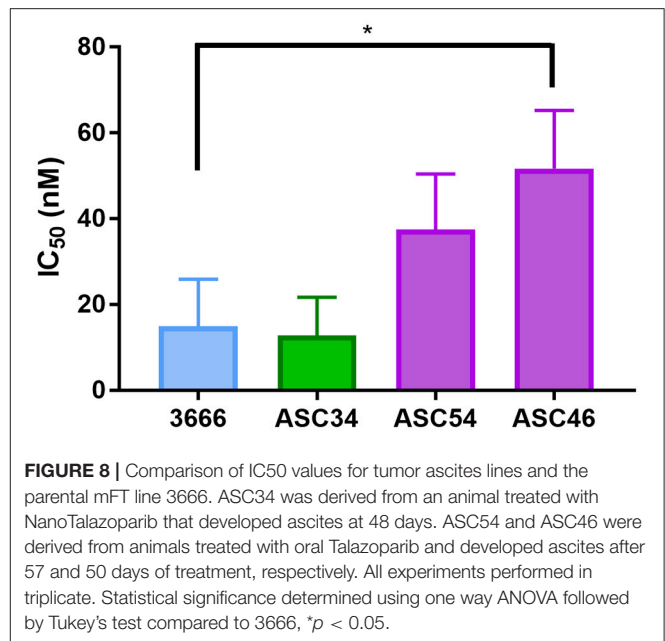 *
80
60
40
20
0
IC50 (nM)
3666 ASC34 ASC54 ASC46
FIGURE 8 | Comparison of IC50 values for tumor ascites lines and the
parental mFT line 3666. ASC34 was derived from an animal treated with
NanoTalazoparib that developed ascites at 48 days. ASC54 and ASC46 were
derived from animals treated with oral Talazoparib and developed ascites after
57 and 50 days of treatment, respectively. All experiments performed in
triplicate. Statistical significance determined using one way ANOVA followed
by Tukey's test compared to 3666, *p < 0.05.